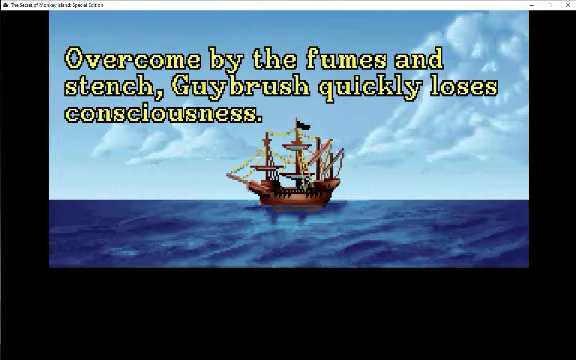 The Secret of Monkey Island: Special Edition
Overcome by the fumes and
stench, Guybrush quickly loses
consciousness.